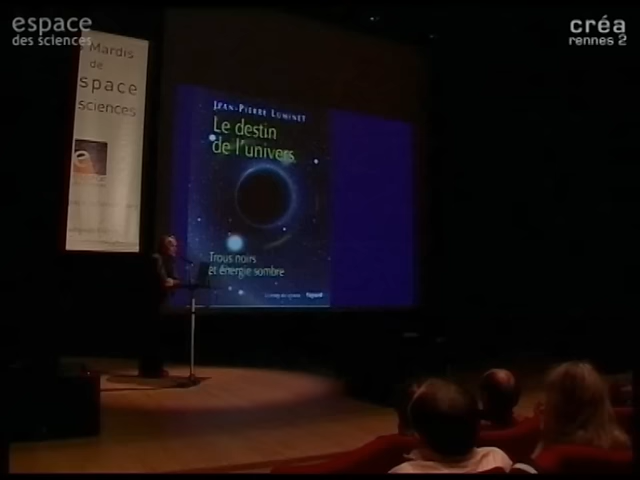 espace
des sciences
créa
rennes 2
Mardis
de
space
sciences
JEAN-PIERRE LUMINET
Le destin
de l'univers
Trous noirs
et énergie sombre
Fayard